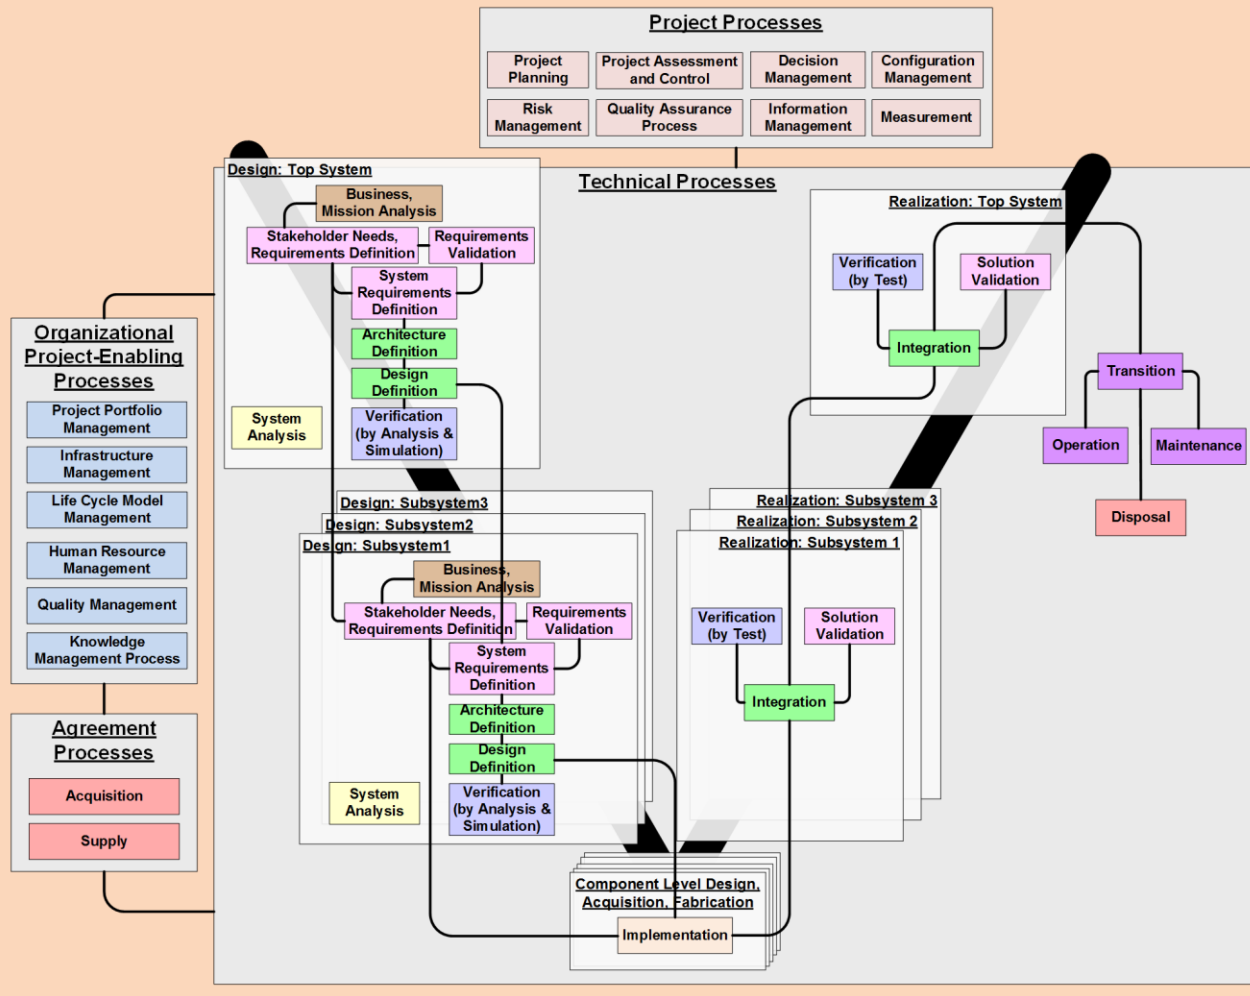 Project Processes
Project
Planning
Project Assessment
and Control
Decision
Management
Configuration
Management
Risk
Management
Quality Assurance
Process
Information
Management
Measurement
Technical Processes
Design: Top System
Business,
Mission Analysis
Stakeholder Needs,
Requirements Definition
Requirements
Validation
System
Requirements
Definition
Architecture
Definition
Design
Definition
System
Analysis
Verification
(by Analysis &
Simulation)
Realization: Top System
Verification
(by Test)
Solution
Validation
Integration
Transition
Operation
Maintenance
Disposal
Organizational
Project-Enabling
Processes
Project Portfolio
Management
Infrastructure
Management
Life Cycle Model
Management
Human Resource
Management
Quality Management
Knowledge
Management Process
Agreement
Processes
Acquisition
Supply
Design: Subsystem3
Design: Subsystem2
Design: Subsystem1
Business,
Mission Analysis
Stakeholder Needs,
Requirements Definition
Requirements
Validation
System
Requirements
Definition
Architecture
Definition
Design
Definition
System
Analysis
Verification
(by Analysis &
Simulation)
Realization: Subsystem 3
Realization: Subsystem 2
Realization: Subsystem 1
Verification
(by Test)
Solution
Validation
Integration
Component Level Design,
Acquisition, Fabrication
Implementation